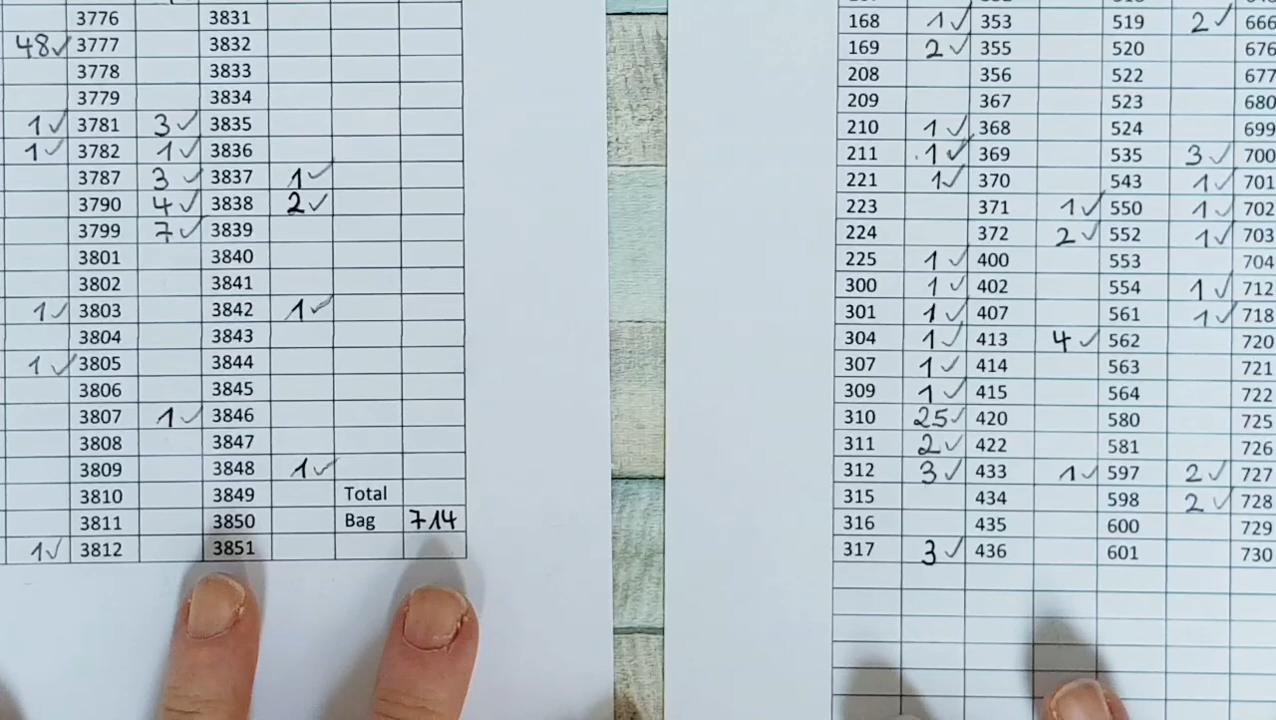 3776 3831
48✓ 3777 3832
3778 3833
3779 3834
1✓ 3781 3✓ 3835
1✓ 3782 1✓ 3836
3787 3✓ 3837 1✓
3790 4✓ 3838 2✓
3799 7✓ 3839
3801 3840
3802 3841
1✓ 3803 3842 1✓
3804 3843
1✓ 3805 3844
3806 3845
3807 1✓ 3846
3808 3847
3809 3848 1✓
3810 3849 Total
3811 3850 Bag 714
1✓ 3812 3851
168 1✓ 353 519 2✓ 666
169 2✓ 355 520 676
208 356 522 677
209 367 523 680
210 1✓ 368 524 699
211 1✓ 369 535 3✓ 700
221 1✓ 370 543 1✓ 701
223 371 1✓ 550 1✓ 702
224 372 2✓ 552 1✓ 703
225 1✓ 400 553 704
300 1✓ 402 554 1✓ 712
301 1✓ 407 561 1✓ 718
304 1✓ 413 4✓ 562 720
307 1✓ 414 563 721
309 1✓ 415 564 722
310 25✓ 420 580 725
311 2✓ 422 581 726
312 3✓ 433 1✓ 597 2✓ 727
315 434 598 2✓ 728
316 435 600 729
317 3✓ 436 601 730